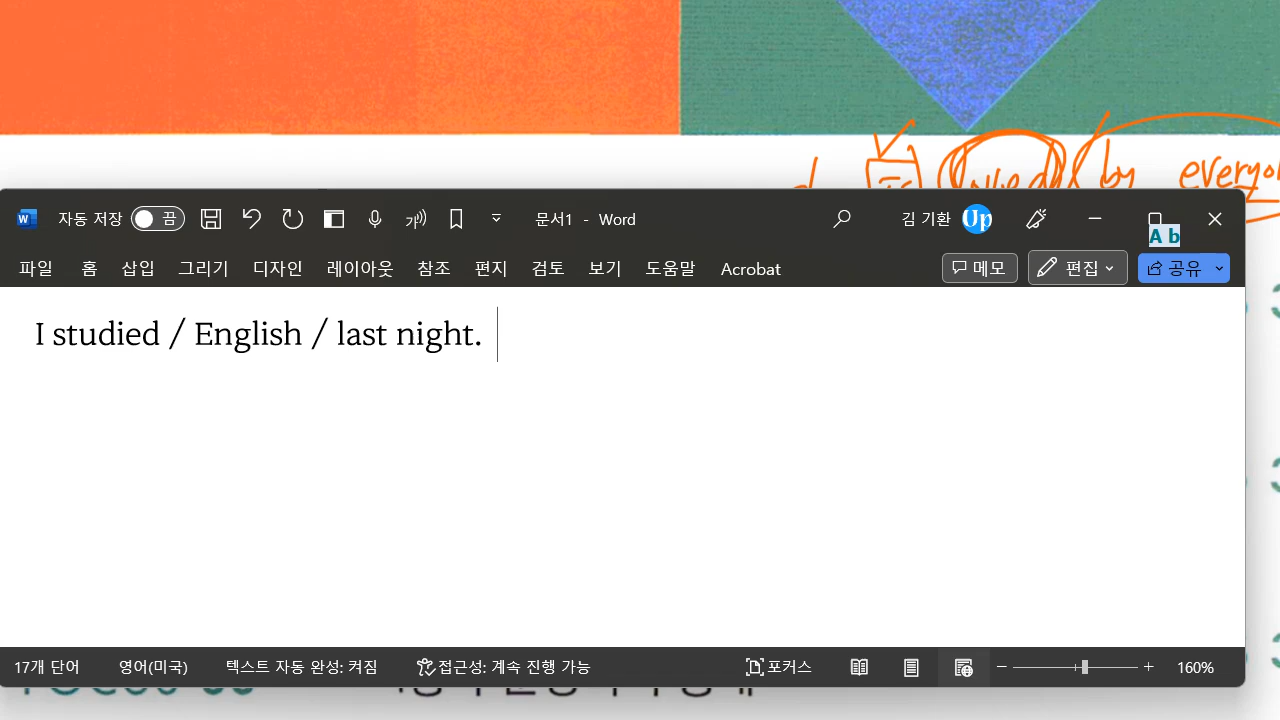 by
자동 저장 끔 문서1 - Word 김 기환 Up
A b
파일 홈 삽입 그리기 디자인 레이아웃 참조 편지 검토 보기 도움말 Acrobat 메모 편집 공유
I studied / English / last night.
17개 단어 영어(미국) 텍스트 자동 완성: 켜짐 접근성: 계속 진행 가능 포커스 160%